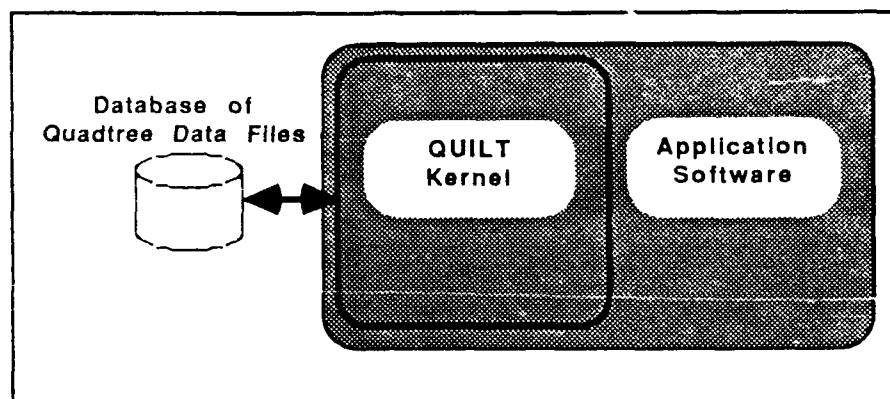 Database of
Quadtree Data Files
QUILT
Kernel
Application
Software